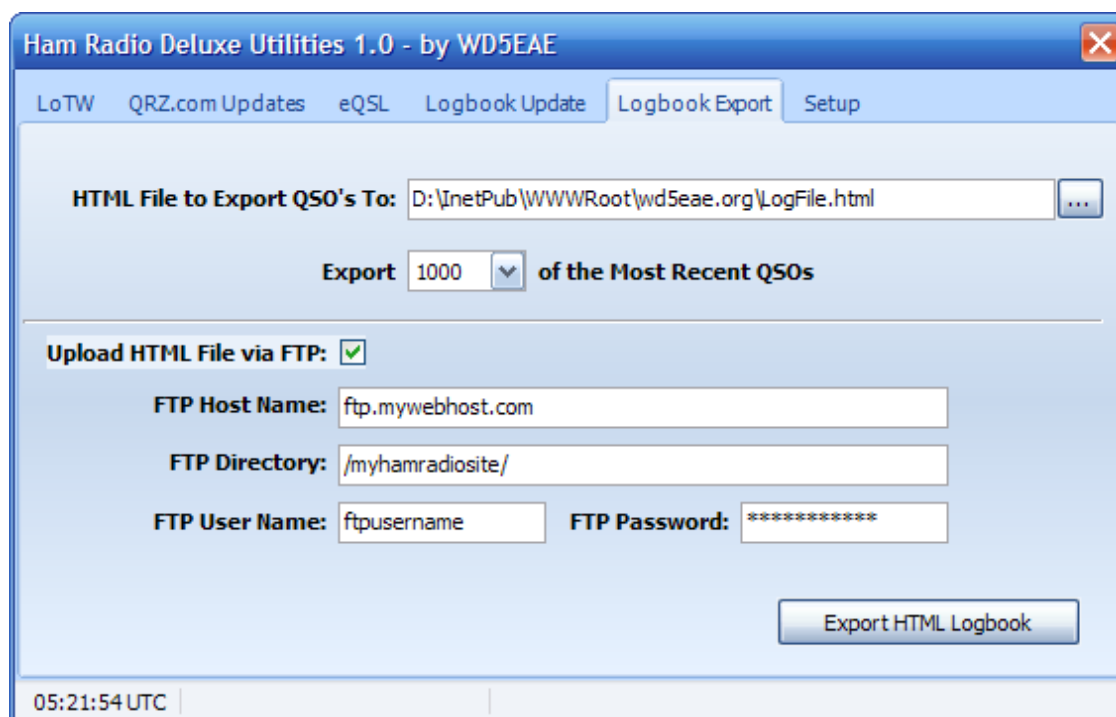 Ham Radio Deluxe Utilities 1.0 - by WD5EAE
LoTW QRZ.com Updates eQSL Logbook Update Logbook Export Setup
HTML File to Export QSO's To: D:\InetPub\WWWRoot\wd5eae.org\LogFile.html ...
Export 1000 of the Most Recent QSOs
Upload HTML File via FTP:
FTP Host Name: ftp.mywebhost.com
FTP Directory: /myhamradiosite/
FTP User Name: ftpusername FTP Password: ***********
Export HTML Logbook
05:21:54 UTC